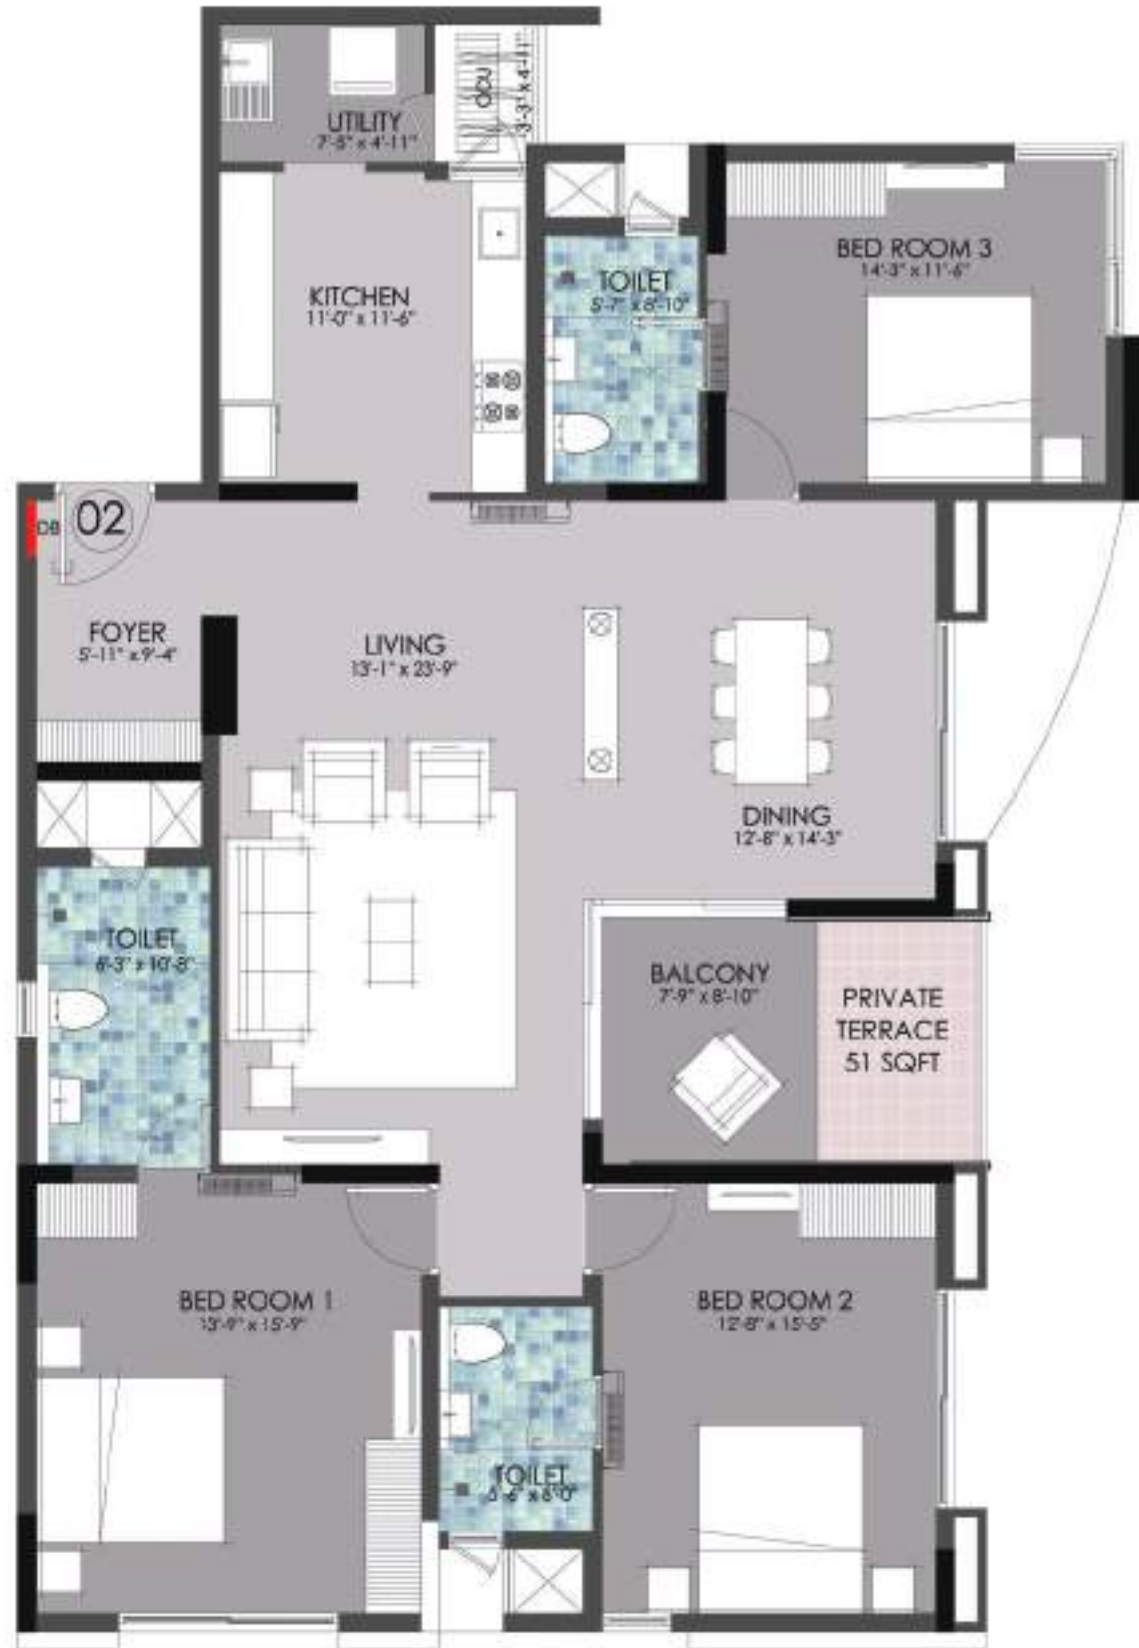 UTILITY
7'-8" x 4'-11"
ODU
3'-3" x 4'-11"
BED ROOM 3
14'-3" x 11'-6"
TOILET
5'-7" x 8'-10"
KITCHEN
11'-0" x 11'-6"
DB
02
FOYER
5'-11" x 9'-4"
LIVING
13'-1" x 23'-9"
DINING
12'-8" x 14'-3"
TOILET
6'-3" x 10'-8"
BALCONY
7'-9" x 8'-10"
PRIVATE
TERRACE
51 SQFT
BED ROOM 1
13'-9" x 15'-9"
BED ROOM 2
12'-8" x 15'-5"
TOILET
5'-6" x 8'-0"